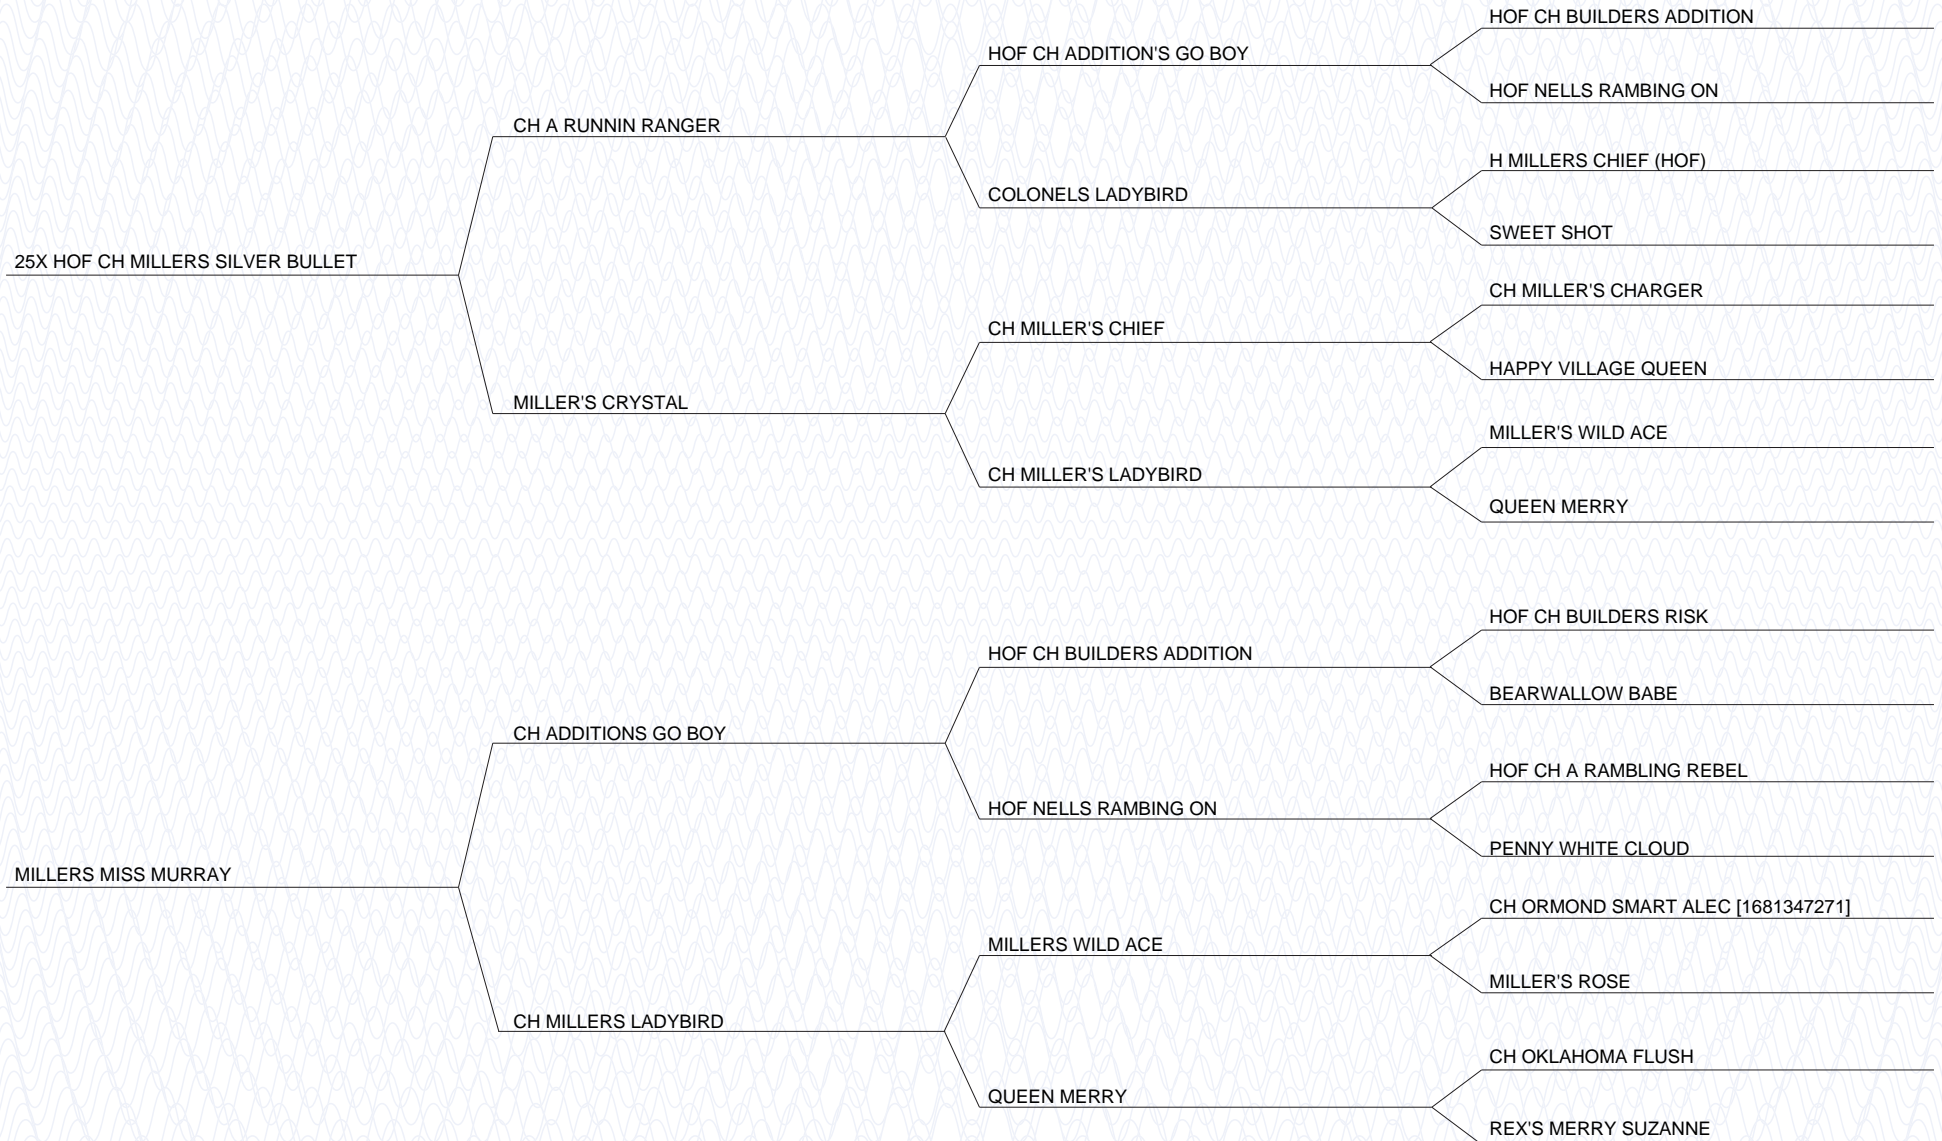 HOF CH BUILDERS ADDITION
HOF CH ADDITION'S GO BOY
HOF NELLS RAMBING ON
CH A RUNNIN RANGER
H MILLERS CHIEF (HOF)
COLONELS LADYBIRD
SWEET SHOT
25X HOF CH MILLERS SILVER BULLET
CH MILLER'S CHARGER
CH MILLER'S CHIEF
HAPPY VILLAGE QUEEN
MILLER'S CRYSTAL
MILLER'S WILD ACE
CH MILLER'S LADYBIRD
QUEEN MERRY
HOF CH BUILDERS RISK
HOF CH BUILDERS ADDITION
BEARWALLOW BABE
CH ADDITIONS GO BOY
HOF CH A RAMBLING REBEL
HOF NELLS RAMBING ON
PENNY WHITE CLOUD
MILLERS MISS MURRAY
CH ORMOND SMART ALEC [1681347271]
MILLERS WILD ACE
MILLER'S ROSE
CH MILLERS LADYBIRD
CH OKLAHOMA FLUSH
QUEEN MERRY
REX'S MERRY SUZANNE